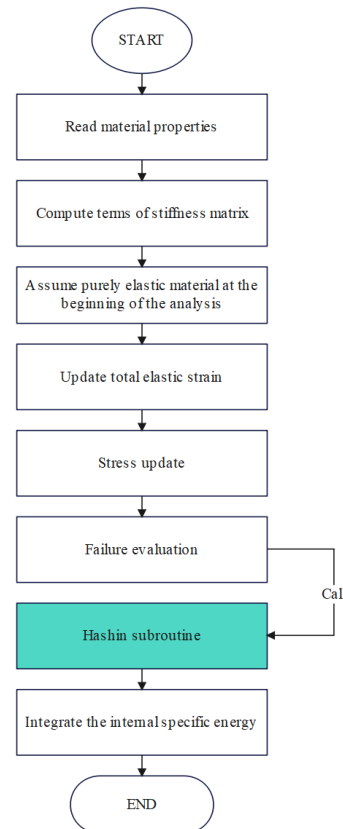 START
Read material properties
Compute terms of stiffness matrix
Assume purely elastic material at the
beginning of the analysis
Update total elastic strain
Stress update
Failure evaluation
Cal
Hashin subroutine
Integrate the internal specific energy
END